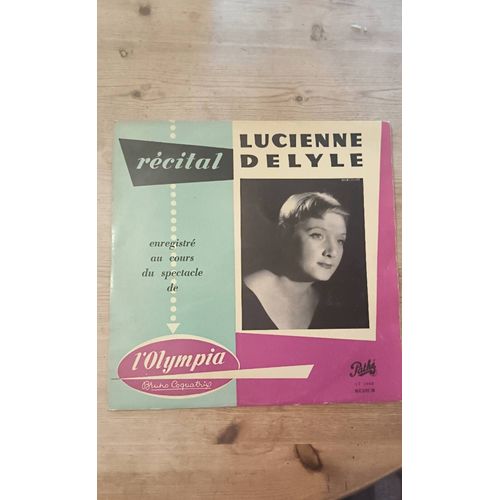 récital
LUCIENNE
DELYLE
enregistré
au cours
du spectacle
de
l'Olympia
Bruno Coquatrix
Pathé